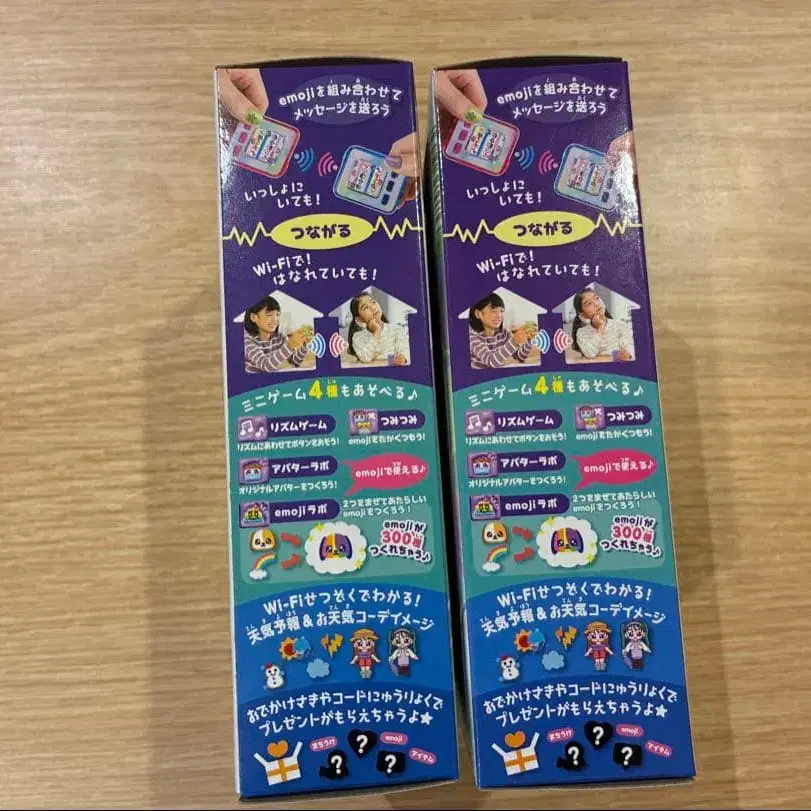 emojiを組み合わせて
メッセージを送ろう
いっしょに
いても!
つながる
Wi-Fiで!
はなれていても!
ミニゲーム4種もあそべる♪
リズムゲーム
リズムにあわせてボタンをおそう!
つみつみ
emojiをたかくつもう!
アバターラボ
オリジナルアバターをつくろう!
emojiで使える♪
emojiラボ
2つをまぜてあたらしい
emojiをつくろう!
emojiが
300種
つくれちゃう♪
Wi-Fiせつぞくでわかる!
天気予報&お天気コーデイメージ
おでかけさきやコードにゅうりょくで
プレゼントがもらえちゃうよ★
まちうけ
emoji
アイテム
?
?
?
emojiを組み合わせて
メッセージを送ろう
いっしょに
いても!
つながる
Wi-Fiで!
はなれていても!
ミニゲーム4種もあそべる♪
リズムゲーム
リズムにあわせてボタンをおそう!
つみつみ
emojiをたかくつもう!
アバターラボ
オリジナルアバターをつくろう!
emojiで使える♪
emojiラボ
2つをまぜてあたらしい
emojiをつくろう!
emojiが
300種
つくれちゃう♪
Wi-Fiせつぞくでわかる!
天気予報&お天気コーデイメージ
おでかけさきやコードにゅうりょくで
プレゼントがもらえちゃうよ★
まちうけ
emoji
アイテム
?
?
?